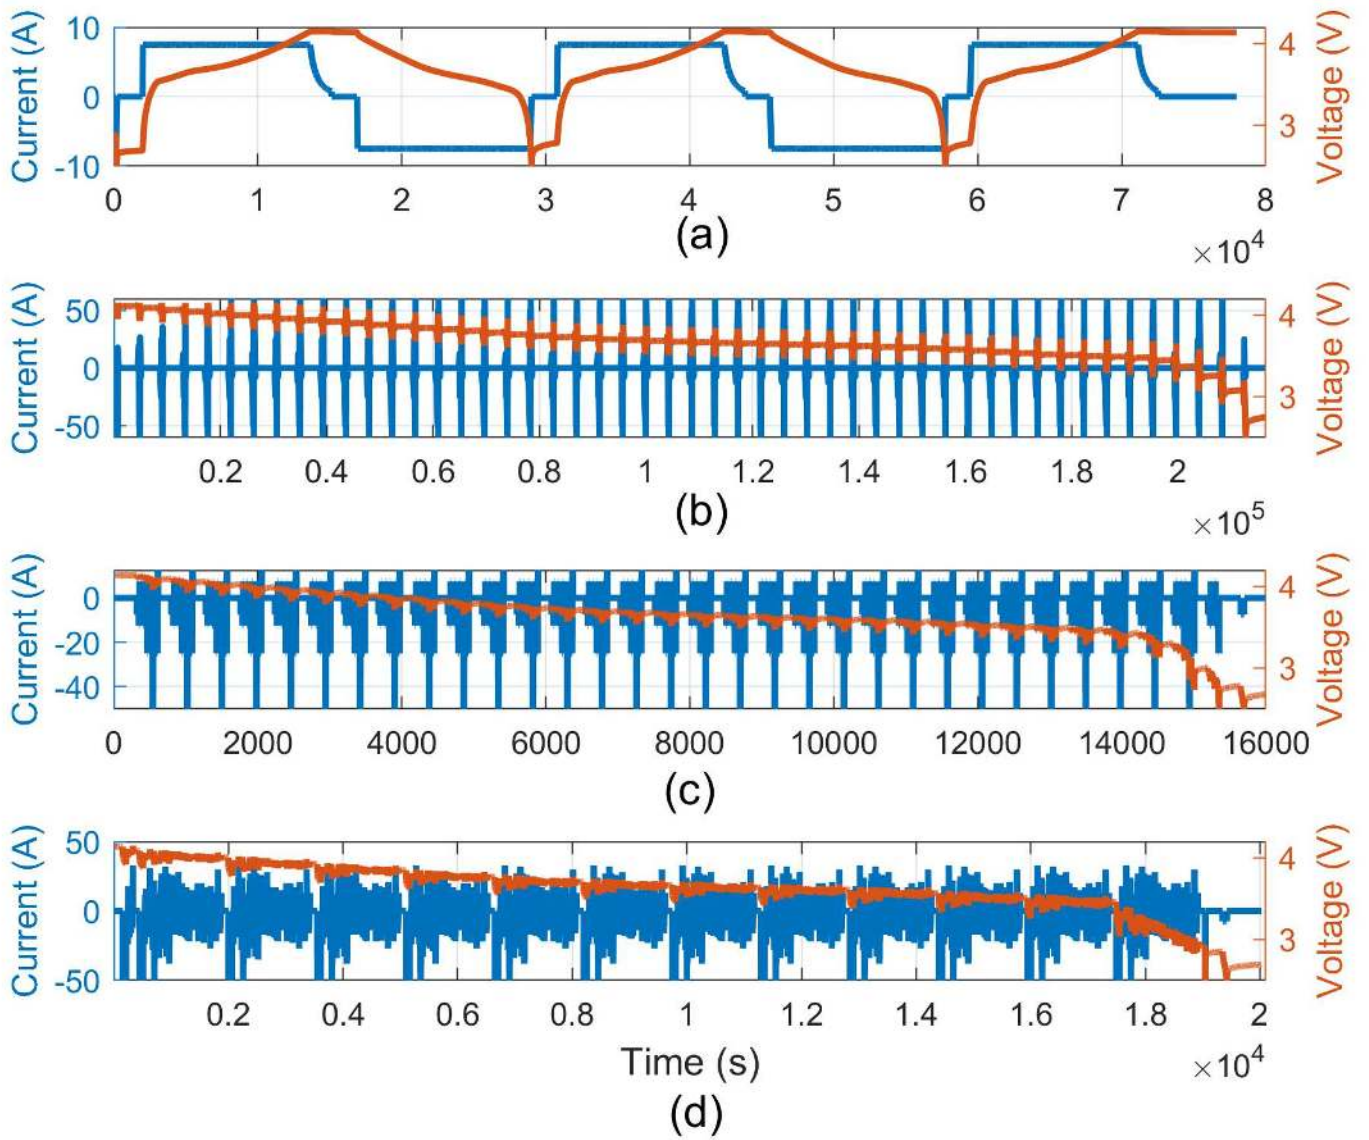 Current (A)
10
0
-10
4
3
Voltage (V)
0 1 2 3 4 5 6 7 8
×10^4
(a)
Current (A)
50
0
-50
4
3
Voltage (V)
0.2 0.4 0.6 0.8 1 1.2 1.4 1.6 1.8 2
×10^5
(b)
Current (A)
0
-20
-40
4
3
Voltage (V)
0 2000 4000 6000 8000 10000 12000 14000 16000
(c)
Current (A)
50
0
-50
4
3
Voltage (V)
0.2 0.4 0.6 0.8 1 1.2 1.4 1.6 1.8 2
×10^4
Time (s)
(d)